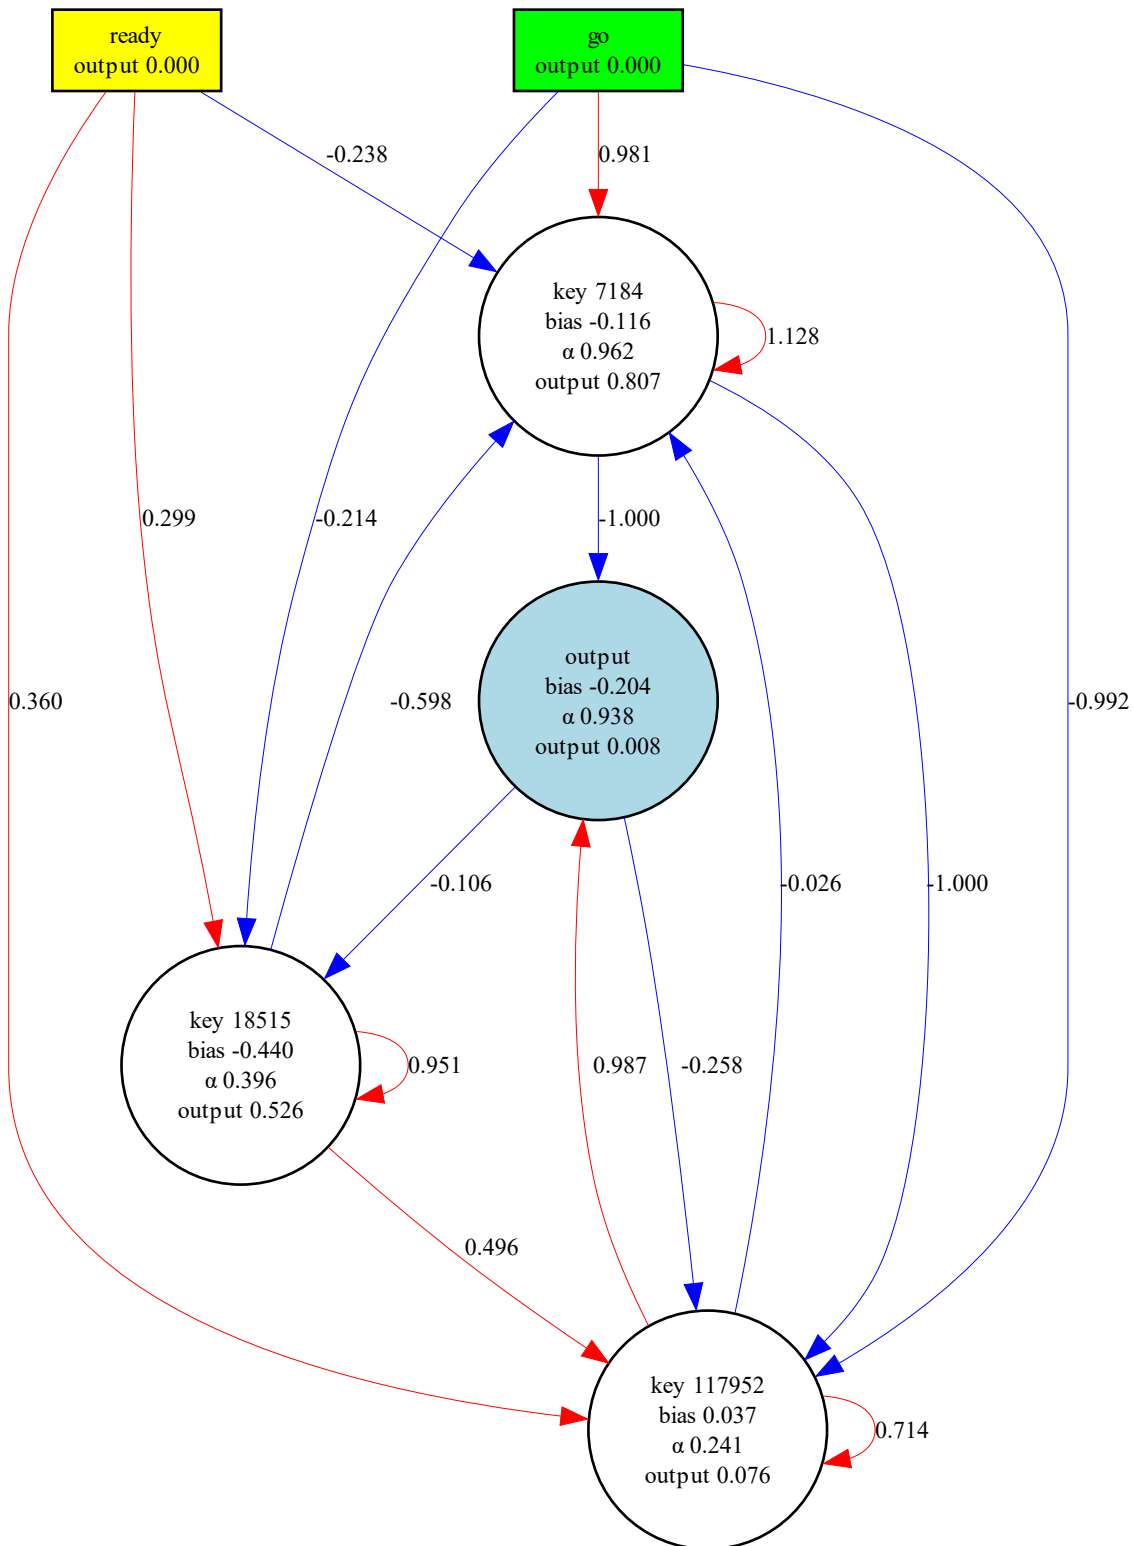 ready
output 0.000
go
output 0.000
-0.238
0.981
key 7184
bias -0.116
α 0.962
output 0.807
1.128
0.299
-0.214
-1.000
output
bias -0.204
α 0.938
output 0.008
0.360
-0.598
-0.992
-0.106
-0.026
-1.000
key 18515
bias -0.440
α 0.396
output 0.526
0.951
0.987
-0.258
0.496
key 117952
bias 0.037
α 0.241
output 0.076
0.714